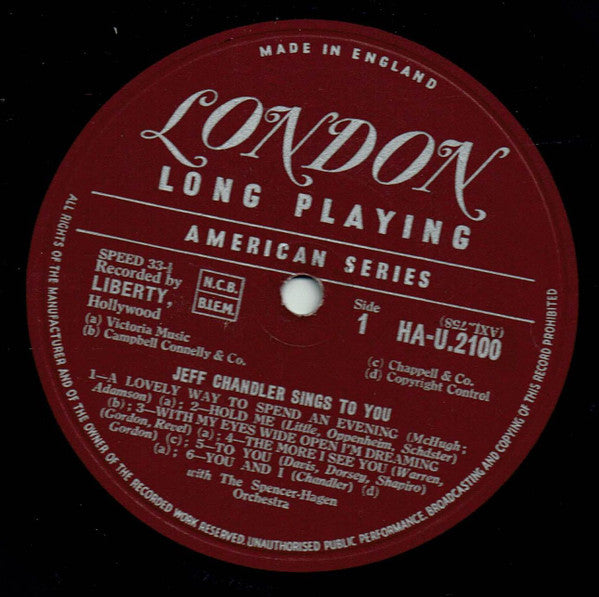 MADE IN ENGLAND
LONDON
LONG PLAYING
AMERICAN SERIES
SPEED 33-⅓
Recorded by
LIBERTY,
Hollywood
(a) Victoria Music
(b) Campbell Connelly & Co.
N.C.B.
B.I.E.M.
Side
1
(AXL.758)
HA-U.2100
(c) Chappell & Co.
(d) Copyright Control
JEFF CHANDLER SINGS TO YOU
1—A LOVELY WAY TO SPEND AN EVENING (McHugh;
Adamson) (a); 2—HOLD ME (Little, Oppenheim, Schuster)
(b); 3—WITH MY EYES WIDE OPEN I'M DREAMING
(Gordon, Revel) (a); 4—THE MORE I SEE YOU (Warren,
Gordon) (c); 5—TO YOU (Davis, Dorsey, Shapiro)
(a); 6—YOU AND I (Chandler) (d)
with The Spencer-Hagen
Orchestra
ALL RIGHTS OF THE MANUFACTURER AND OF THE OWNER OF THE RECORDED WORK RESERVED. UNAUTHORISED PUBLIC PERFORMANCE, BROADCASTING AND COPYING OF THIS RECORD PROHIBITED